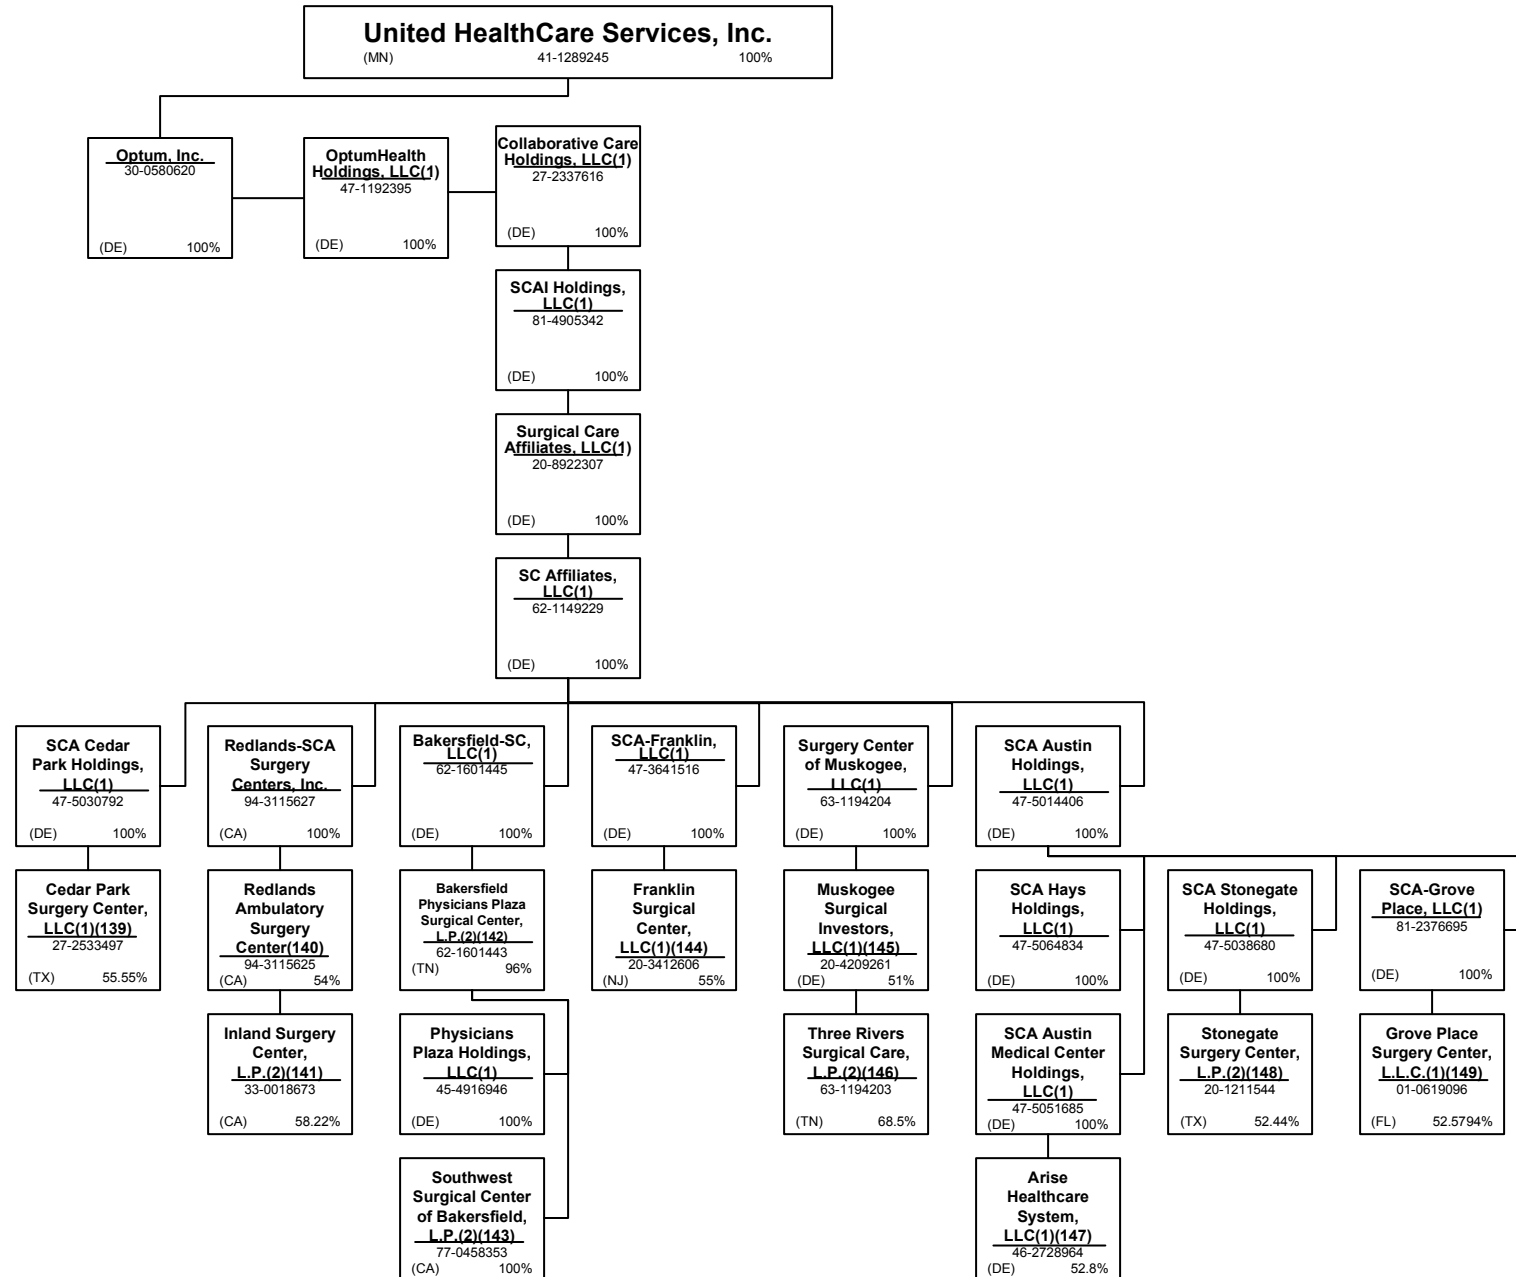 United HealthCare Services, Inc.
(MN) 41-1289245 100%
Optum, Inc.
30-0580620
(DE) 100%
OptumHealth
Holdings, LLC(1)
47-1192395
(DE) 100%
Collaborative Care
Holdings, LLC(1)
27-2337616
(DE) 100%
SCAI Holdings,
LLC(1)
81-4905342
(DE) 100%
Surgical Care
Affiliates, LLC(1)
20-8922307
(DE) 100%
SC Affiliates,
LLC(1)
62-1149229
(DE) 100%
SCA Cedar
Park Holdings,
LLC(1)
47-5030792
(DE) 100%
Redlands-SCA
Surgery
Centers, Inc.
94-3115627
(CA) 100%
Bakersfield-SC,
LLC(1)
62-1601445
(DE) 100%
SCA-Franklin,
LLC(1)
47-3641516
(DE) 100%
Surgery Center
of Muskogee,
LLC(1)
63-1194204
(DE) 100%
SCA Austin
Holdings,
LLC(1)
47-5014406
(DE) 100%
Cedar Park
Surgery Center,
LLC(1)(139)
27-2533497
(TX) 55.55%
Redlands
Ambulatory
Surgery
Center(140)
94-3115625
(CA) 54%
Bakersfield
Physicians Plaza
Surgical Center,
L.P.(2)(142)
62-1601443
(TN) 96%
Franklin
Surgical
Center,
LLC(1)(144)
20-3412606
(NJ) 55%
Muskogee
Surgical
Investors,
LLC(1)(145)
20-4209261
(DE) 51%
SCA Hays
Holdings,
LLC(1)
47-5064834
(DE) 100%
SCA Stonegate
Holdings,
LLC(1)
47-5038680
(DE) 100%
SCA-Grove
Place, LLC(1)
81-2376695
(DE) 100%
Inland Surgery
Center,
L.P.(2)(141)
33-0018673
(CA) 58.22%
Physicians
Plaza Holdings,
LLC(1)
45-4916946
(DE) 100%
Three Rivers
Surgical Care,
L.P.(2)(146)
63-1194203
(TN) 68.5%
SCA Austin
Medical Center
Holdings,
LLC(1)
47-5051685
(DE) 100%
Stonegate
Surgery Center,
L.P.(2)(148)
20-1211544
(TX) 52.44%
Grove Place
Surgery Center,
L.L.C.(1)(149)
01-0619096
(FL) 52.5794%
Southwest
Surgical Center
of Bakersfield,
L.P.(2)(143)
77-0458353
(CA) 100%
Arise
Healthcare
System,
LLC(1)(147)
46-2728964
(DE) 52.8%